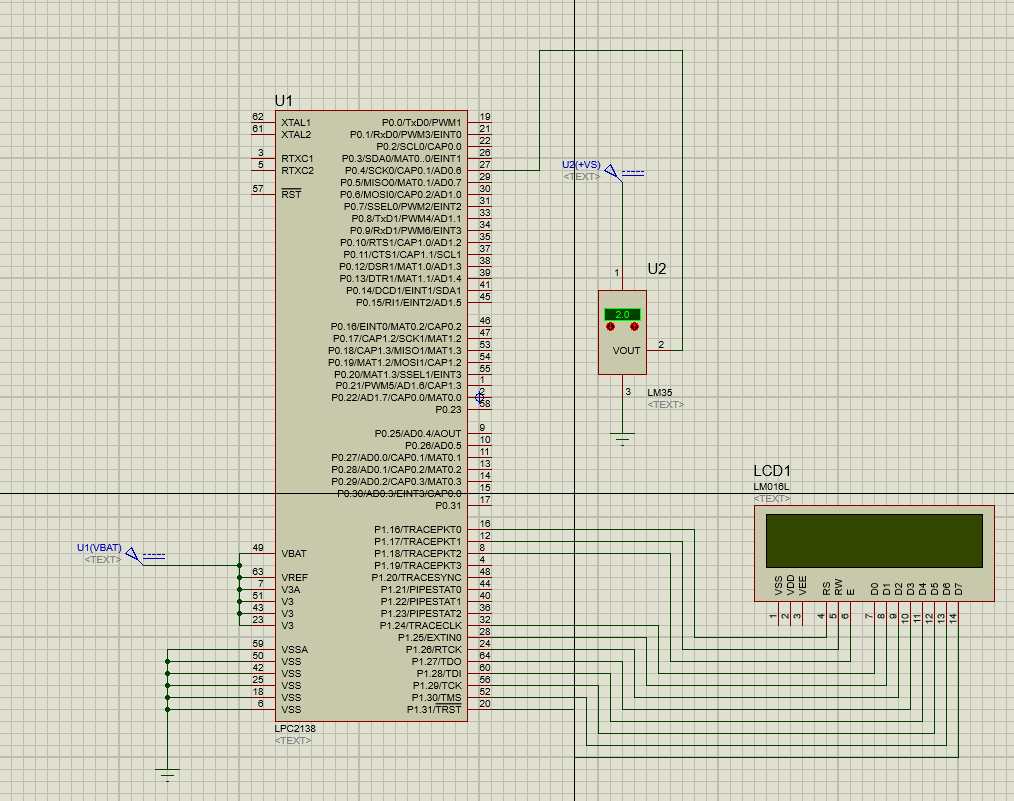 U1
62 XTAL1 P0.0/TxD0/PWM1 19
61 XTAL2 P0.1/RxD0/PWM3/EINT0 21
P0.2/SCL0/CAP0.0 22
3 RTXC1 P0.3/SDA0/MAT0..0/EINT1 26
5 RTXC2 P0.4/SCK0/CAP0.1/AD0.6 27
P0.5/MISO0/MAT0.1/AD0.7 29
57 RST P0.6/MOSI0/CAP0.2/AD1.0 30
P0.7/SSEL0/PWM2/EINT2 31
P0.8/TxD1/PWM4/AD1.1 33
P0.9/RxD1/PWM6/EINT3 34
P0.10/RTS1/CAP1.0/AD1.2 35
P0.11/CTS1/CAP1.1/SCL1 37
P0.12/DSR1/MAT1.0/AD1.3 38
P0.13/DTR1/MAT1.1/AD1.4 39
P0.14/DCD1/EINT1/SDA1 41
P0.15/RI1/EINT2/AD1.5 45
P0.16/EINT0/MAT0.2/CAP0.2 46
P0.17/CAP1.2/SCK1/MAT1.2 47
P0.18/CAP1.3/MISO1/MAT1.3 53
P0.19/MAT1.2/MOSI1/CAP1.2 54
P0.20/MAT1.3/SSEL1/EINT3 55
P0.21/PWM5/AD1.6/CAP1.3 1
P0.22/AD1.7/CAP0.0/MAT0.0 2
P0.23 58
P0.25/AD0.4/AOUT 9
P0.26/AD0.5 10
P0.27/AD0.0/CAP0.1/MAT0.1 11
P0.28/AD0.1/CAP0.2/MAT0.2 13
P0.29/AD0.2/CAP0.3/MAT0.3 14
P0.30/AD0.3/EINT3/CAP0.0 15
P0.31 17
P1.16/TRACEPKT0 16
P1.17/TRACEPKT1 12
49 VBAT P1.18/TRACEPKT2 8
P1.19/TRACEPKT3 4
63 VREF P1.20/TRACESYNC 48
7 V3A P1.21/PIPESTAT0 44
51 V3 P1.22/PIPESTAT1 40
43 V3 P1.23/PIPESTAT2 36
23 V3 P1.24/TRACECLK 32
P1.25/EXTIN0 28
59 VSSA P1.26/RTCK 24
50 VSS P1.27/TDO 64
42 VSS P1.28/TDI 60
25 VSS P1.29/TCK 56
18 VSS P1.30/TMS 52
6 VSS P1.31/TRST 20
LPC2138
<TEXT>
U1(VBAT)
<TEXT>
U2(+VS)
<TEXT>
U2
1
2.0
VOUT 2
3
LM35
<TEXT>
LCD1
LM016L
<TEXT>
VSS VDD VEE RS RW E D0 D1 D2 D3 D4 D5 D6 D7
1 2 3 4 5 6 7 8 9 10 11 12 13 14